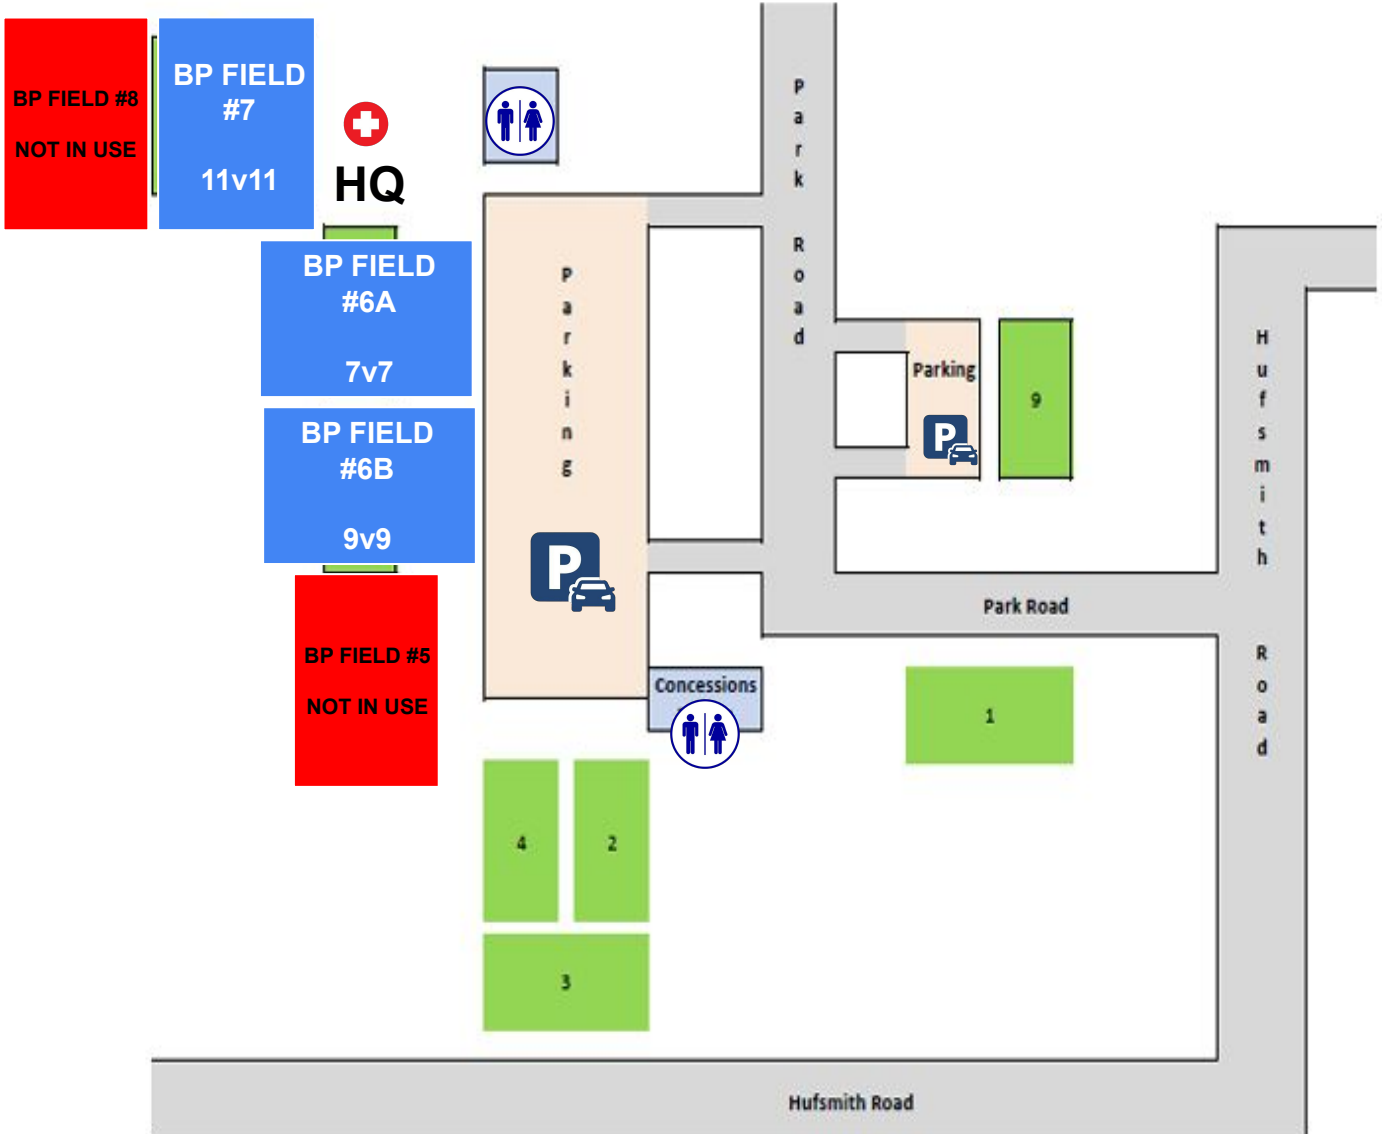 BP FIELD #8
NOT IN USE
BP FIELD
#7
11v11
HQ
BP FIELD
#6A
7v7
BP FIELD
#6B
9v9
BP FIELD #5
NOT IN USE
Parking
P
Park Road
Parking
P
9
Hufsmith Road
Park Road
Concessions
1
4
2
3
Hufsmith Road